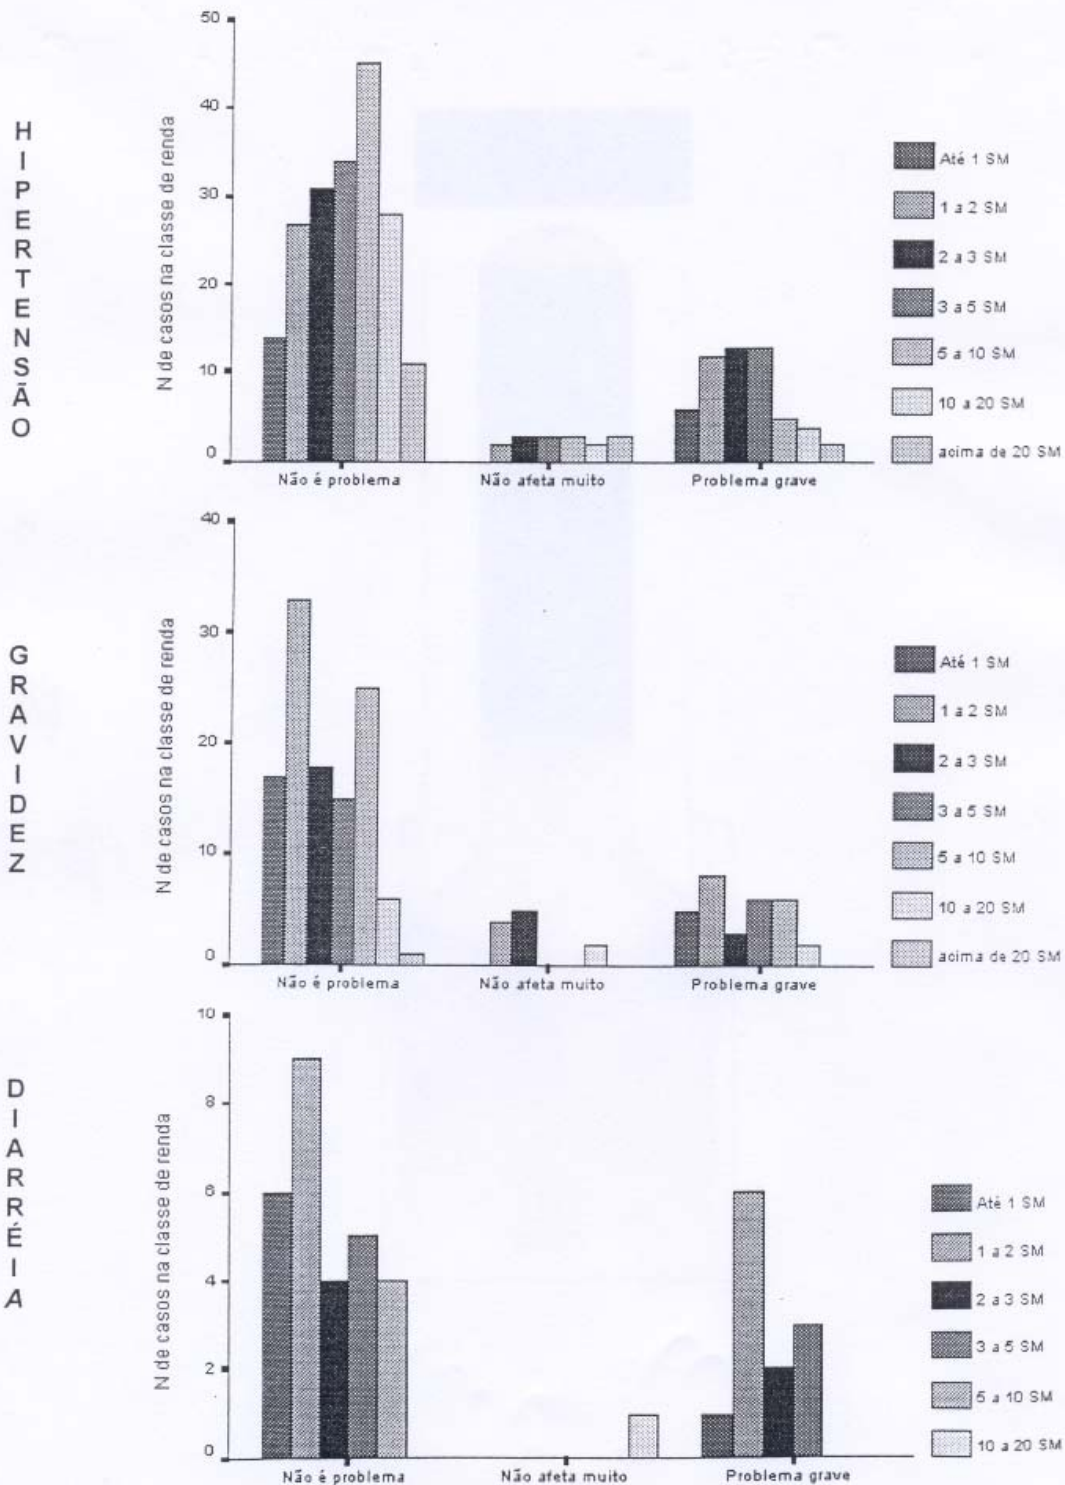 HIPERTENSÃO
N de casos na classe de renda
50
40
30
20
10
0
Não é problema
Não afeta muito
Problema grave
Até 1 SM
1 a 2 SM
2 a 3 SM
3 a 5 SM
5 a 10 SM
10 a 20 SM
acima de 20 SM
GRAVIDEZ
N de casos na classe de renda
40
30
20
10
0
Não é problema
Não afeta muito
Problema grave
Até 1 SM
1 a 2 SM
2 a 3 SM
3 a 5 SM
5 a 10 SM
10 a 20 SM
acima de 20 SM
DIARRÉIA
N de casos na classe de renda
10
8
6
4
2
0
Não é problema
Não afeta muito
Problema grave
Até 1 SM
1 a 2 SM
2 a 3 SM
3 a 5 SM
5 a 10 SM
10 a 20 SM